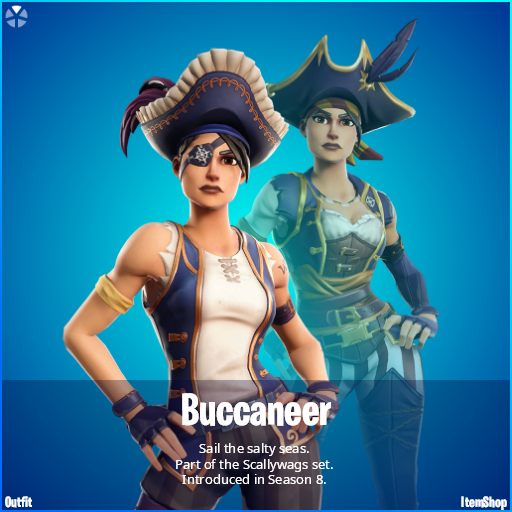 Buccaneer
Sail the salty seas.
Part of the Scallywags set.
Introduced in Season 8.
Outfit
ItemShop